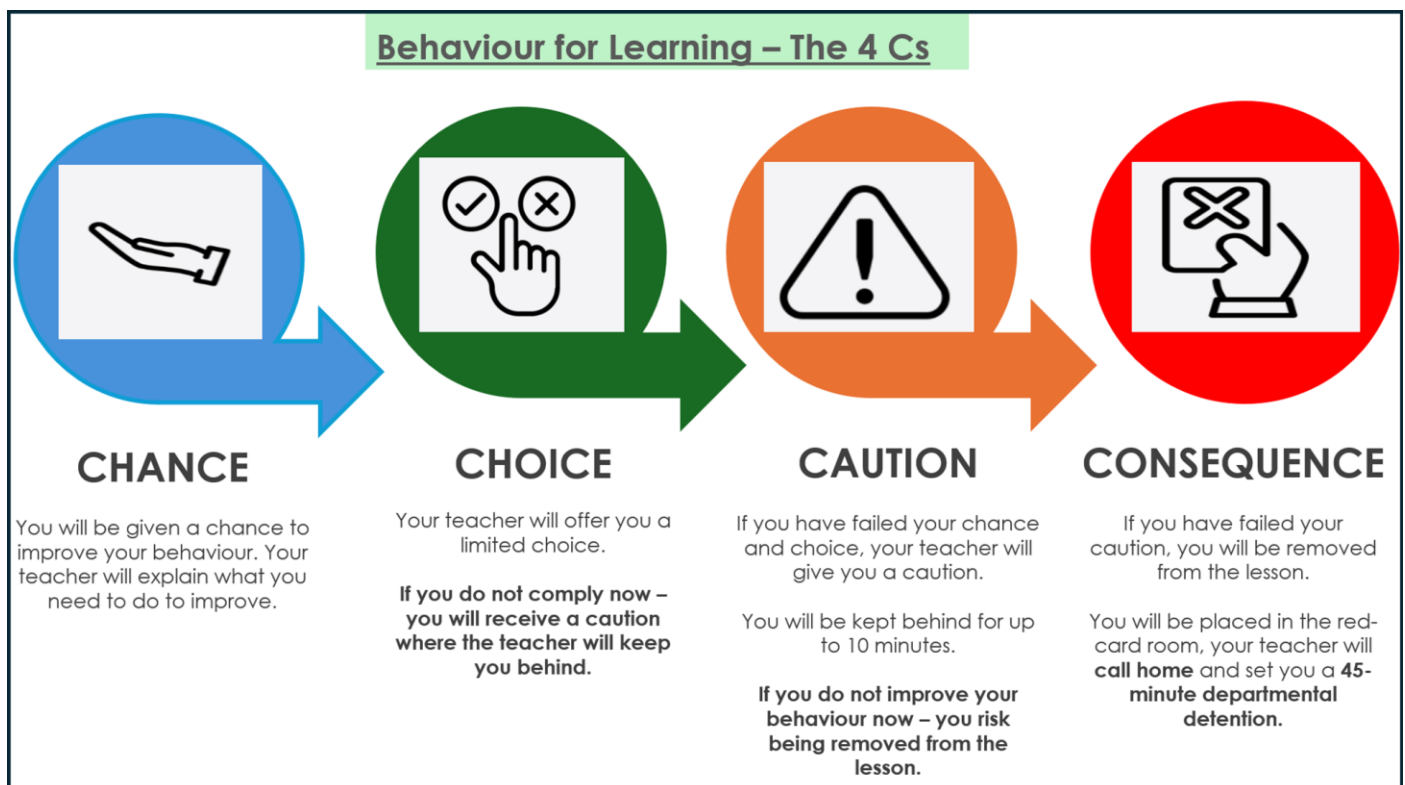 Behaviour for Learning – The 4 Cs
CHANCE
You will be given a chance to
improve your behaviour. Your
teacher will explain what you
need to do to improve.
CHOICE
Your teacher will offer you a
limited choice.
If you do not comply now –
you will receive a caution
where the teacher will keep
you behind.
CAUTION
If you have failed your chance
and choice, your teacher will
give you a caution.
You will be kept behind for up
to 10 minutes.
If you do not improve your
behaviour now – you risk
being removed from the
lesson.
CONSEQUENCE
If you have failed your
caution, you will be removed
from the lesson.
You will be placed in the red-
card room, your teacher will
call home and set you a 45-
minute departmental
detention.